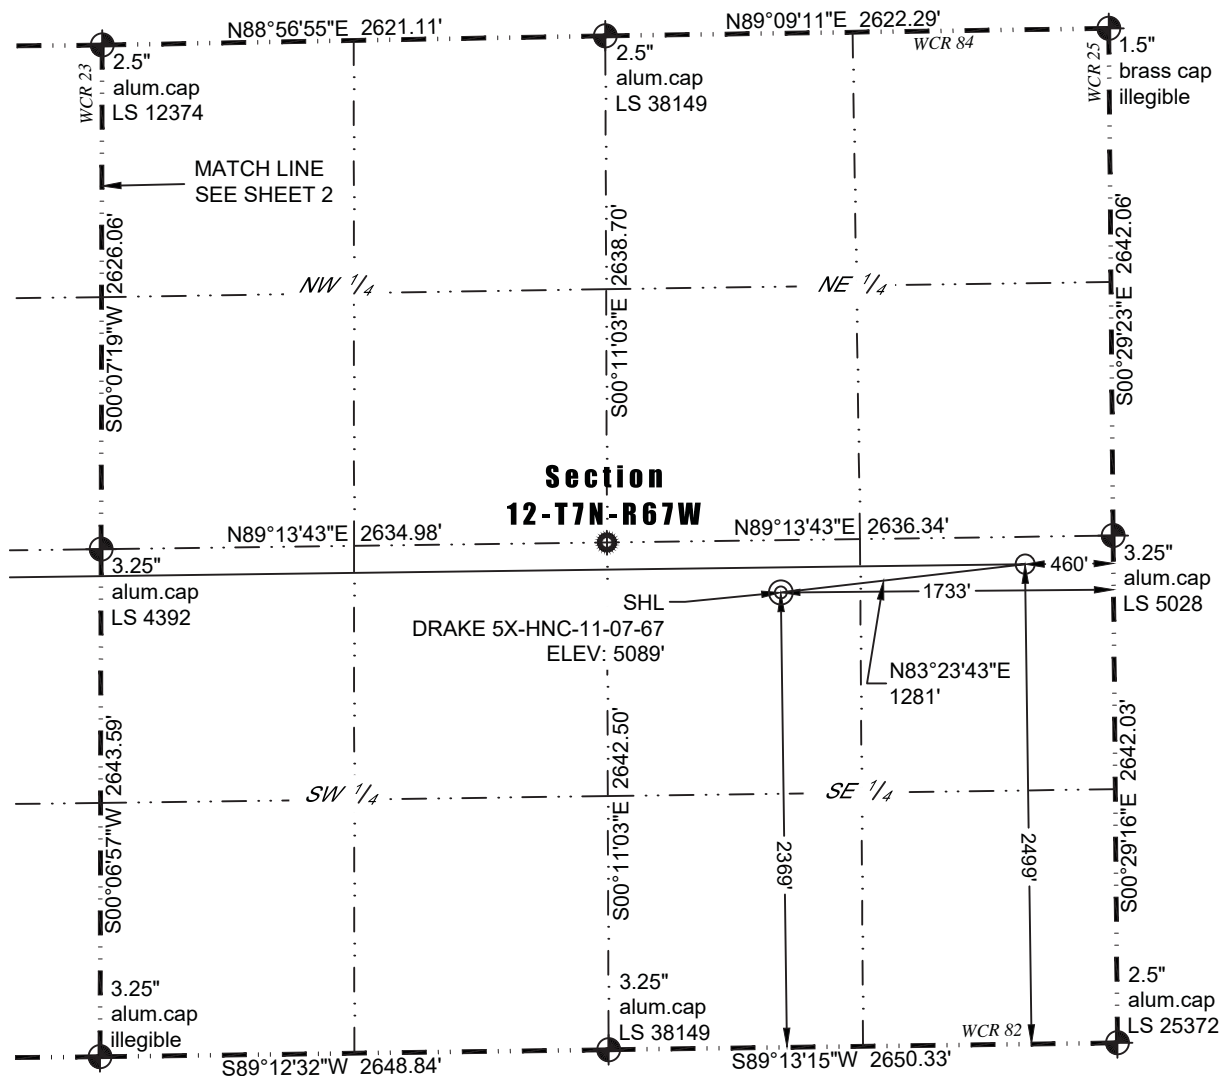 N88°56'55"E 2621.11'
N89°09'11"E 2622.29'
WCR 84
WCR 23
2.5"
alum.cap
LS 12374
2.5"
alum.cap
LS 38149
WCR 25
1.5"
brass cap
illegible
MATCH LINE
SEE SHEET 2
S00°07'19"W 2626.06'
NW 1/4
S00°11'03"E 2638.70'
NE 1/4
S00°29'23"E 2642.06'
Section
12-T7N-R67W
N89°13'43"E 2634.98'
N89°13'43"E 2636.34'
3.25"
alum.cap
LS 4392
460'
3.25"
alum.cap
LS 5028
1733'
SHL
DRAKE 5X-HNC-11-07-67
ELEV: 5089'
N83°23'43"E
1281'
S00°06'57"W 2643.59'
SW 1/4
S00°11'03"E 2642.50'
SE 1/4
2369'
2499'
S00°29'16"E 2642.03'
3.25"
alum.cap
illegible
3.25"
alum.cap
LS 38149
2.5"
alum.cap
LS 25372
WCR 82
S89°12'32"W 2648.84'
S89°13'15"W 2650.33'